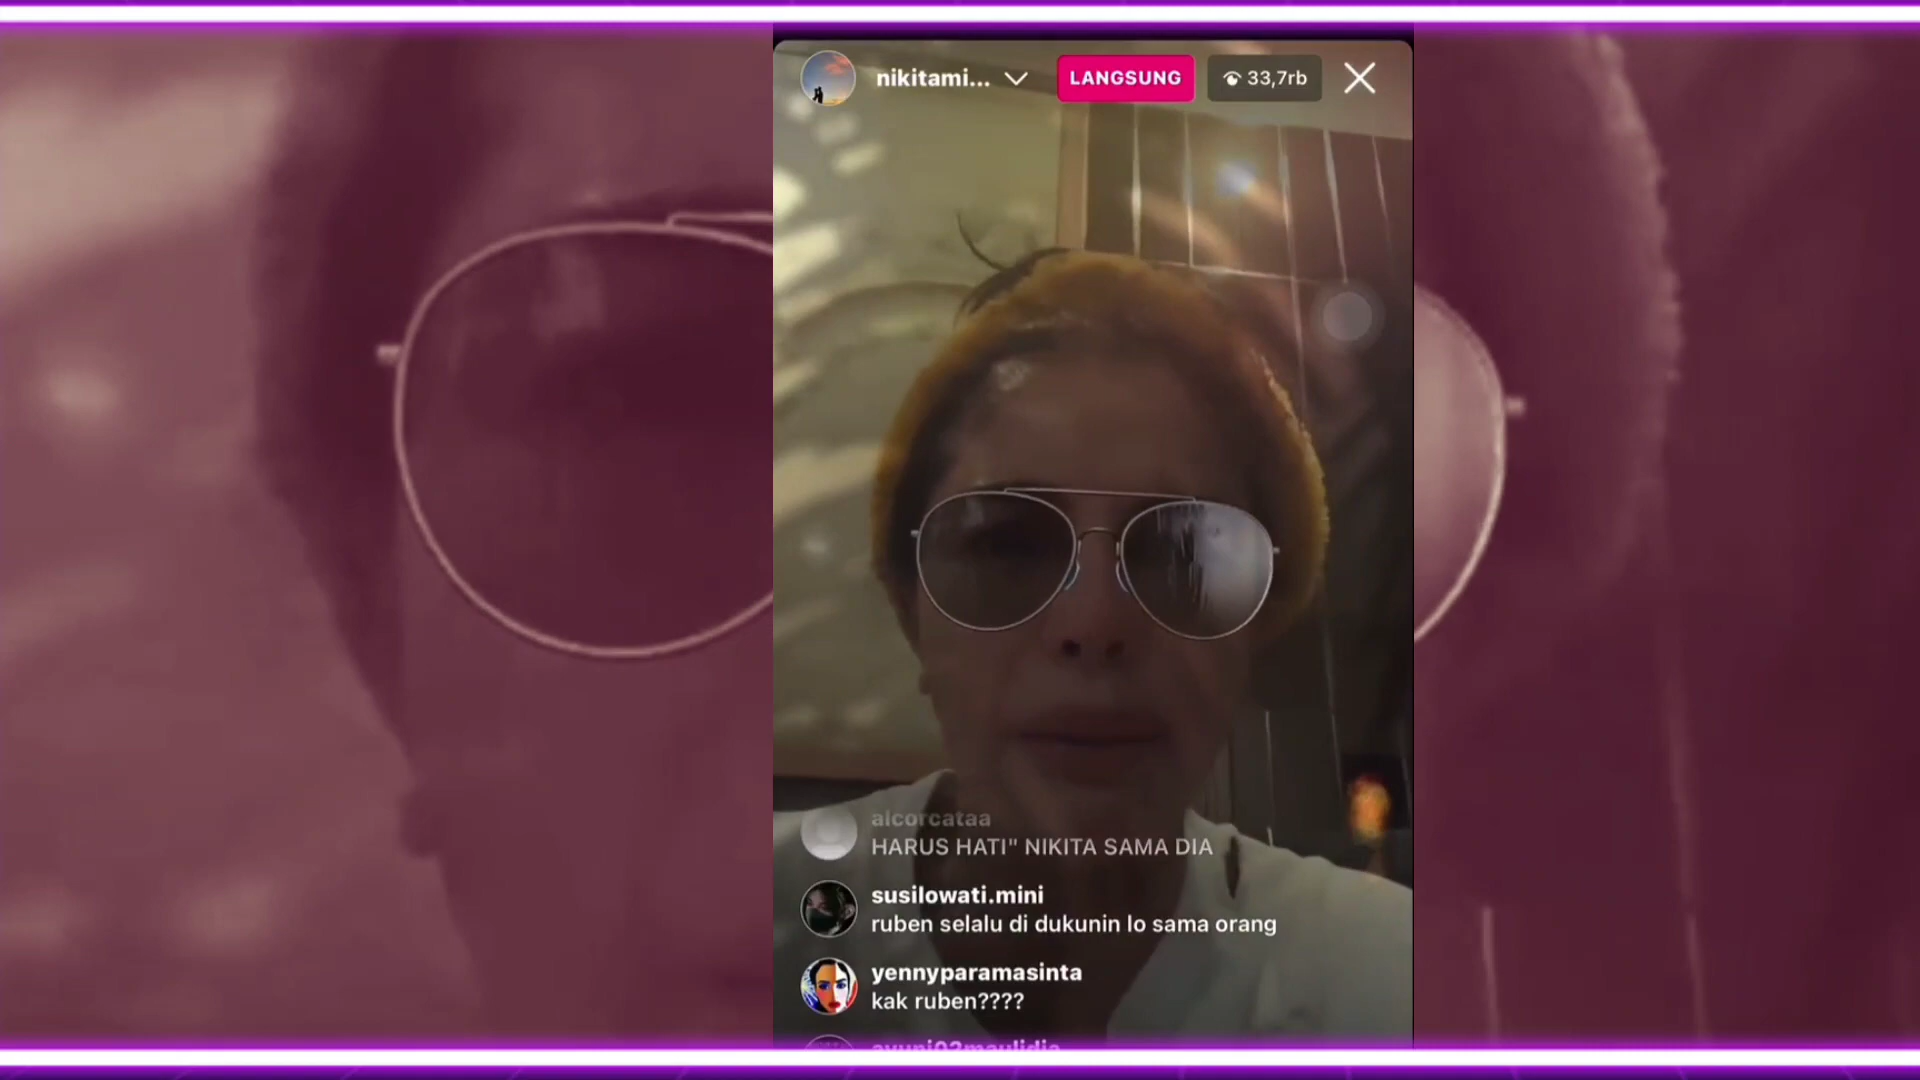 nikitami...
LANGSUNG
33,7rb
alcorcataa
HARUS HATI" NIKITA SAMA DIA
susilowati.mini
ruben selalu di dukunin lo sama orang
yennyparamasinta
kak ruben????
ayuni02maulidia